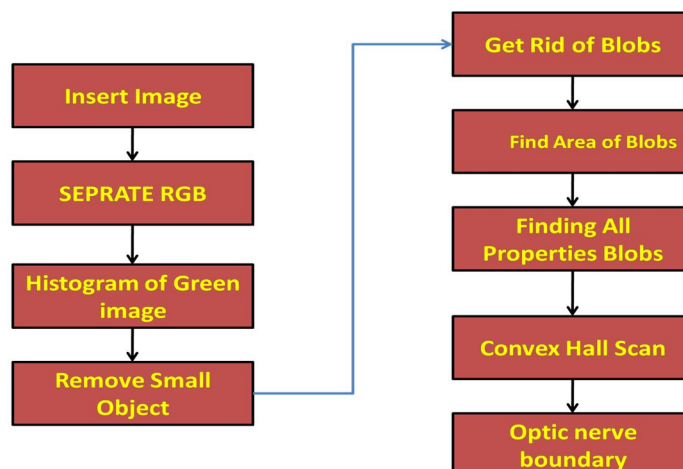 Insert Image
SEPRATE RGB
Histogram of Green
image
Remove Small
Object
Get Rid of Blobs
Find Area of Blobs
Finding All
Properties Blobs
Convex Hall Scan
Optic nerve
boundary